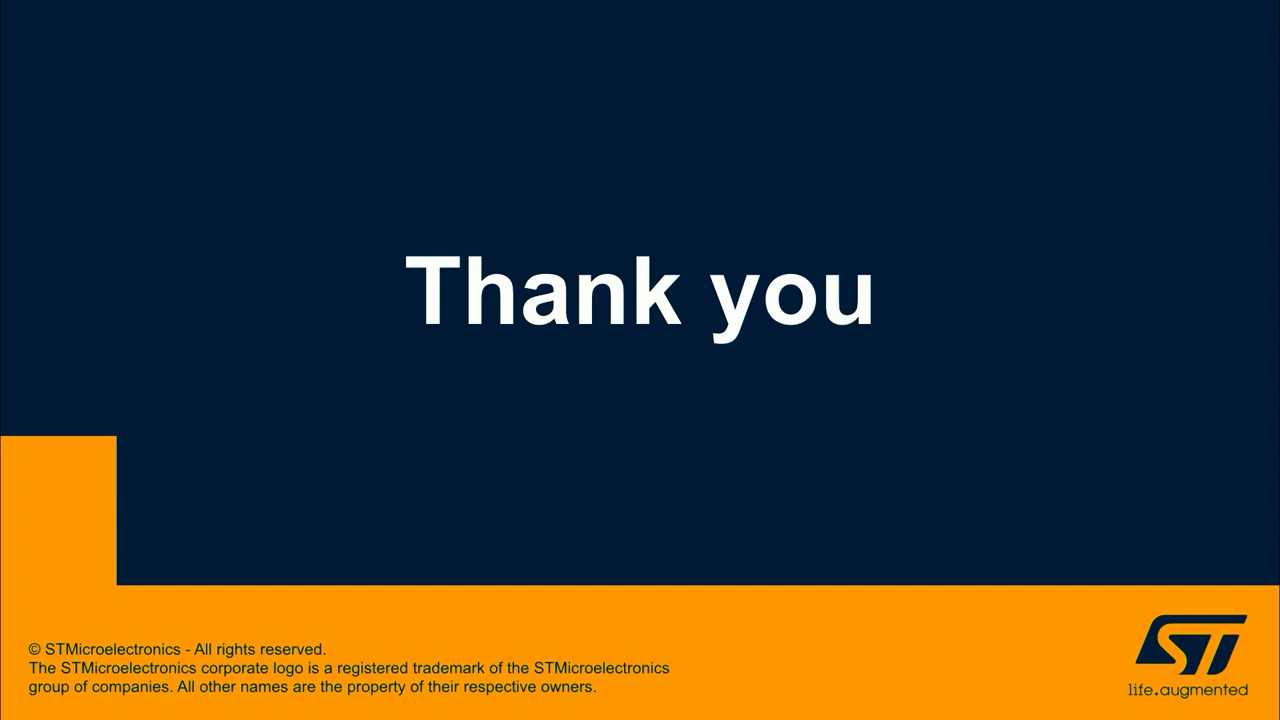 Thank you
© STMicroelectronics - All rights reserved.
The STMicroelectronics corporate logo is a registered trademark of the STMicroelectronics
group of companies. All other names are the property of their respective owners.
ST
life.augmented